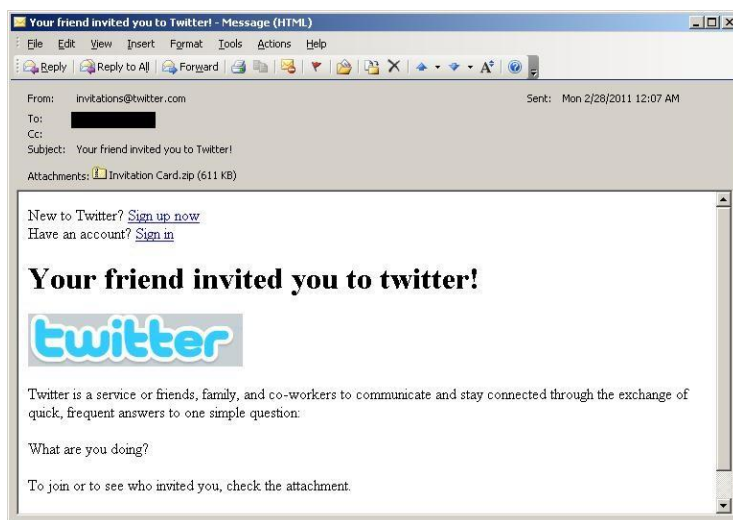 Your friend invited you to Twitter! - Message (HTML)
File Edit View Insert Format Tools Actions Help
Reply Reply to All Forward
From: invitations@twitter.com Sent: Mon 2/28/2011 12:07 AM
To:
Cc:
Subject: Your friend invited you to Twitter!
Attachments: Invitation Card.zip (611 KB)
New to Twitter? Sign up now
Have an account? Sign in
Your friend invited you to twitter!
twitter
Twitter is a service or friends, family, and co-workers to communicate and stay connected through the exchange of
quick, frequent answers to one simple question:
What are you doing?
To join or to see who invited you, check the attachment.